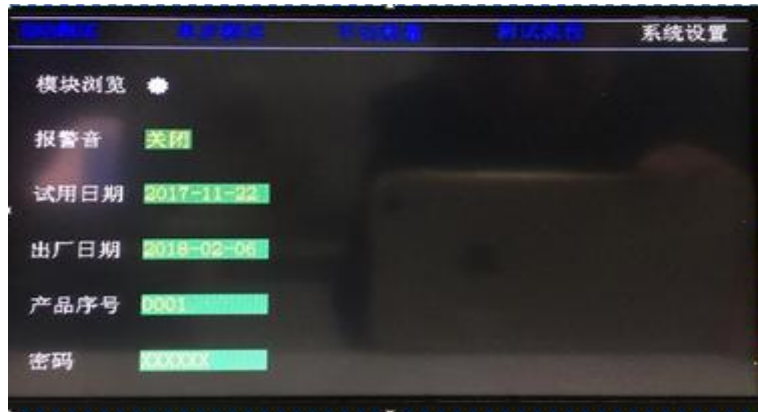 系统设置
模块浏览
报警音 关闭
试用日期 2017-11-22
出厂日期 2018-02-06
产品序号 0001
密码 XXXXXX